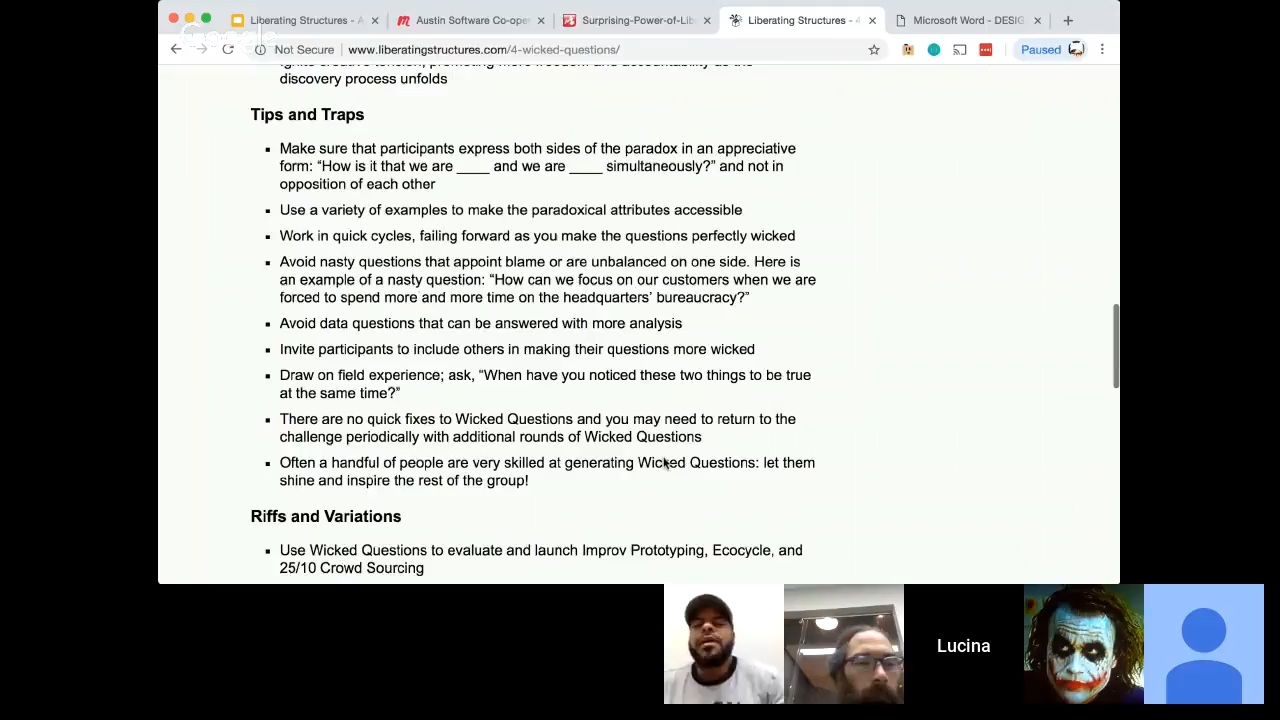 Liberating Structures - A
Austin Software Co-oper
Surprising-Power-of-Lib
Liberating Structures - 4
Microsoft Word - DESIG
Google
Not Secure
www.liberatingstructures.com/4-wicked-questions/
Paused
discovery process unfolds
Tips and Traps
Make sure that participants express both sides of the paradox in an appreciative
form: “How is it that we are ____ and we are ____ simultaneously?” and not in
opposition of each other
Use a variety of examples to make the paradoxical attributes accessible
Work in quick cycles, failing forward as you make the questions perfectly wicked
Avoid nasty questions that appoint blame or are unbalanced on one side. Here is
an example of a nasty question: “How can we focus on our customers when we are
forced to spend more and more time on the headquarters’ bureaucracy?”
Avoid data questions that can be answered with more analysis
Invite participants to include others in making their questions more wicked
Draw on field experience; ask, “When have you noticed these two things to be true
at the same time?”
There are no quick fixes to Wicked Questions and you may need to return to the
challenge periodically with additional rounds of Wicked Questions
Often a handful of people are very skilled at generating Wicked Questions: let them
shine and inspire the rest of the group!
Riffs and Variations
Use Wicked Questions to evaluate and launch Improv Prototyping, Ecocycle, and
25/10 Crowd Sourcing
Lucina